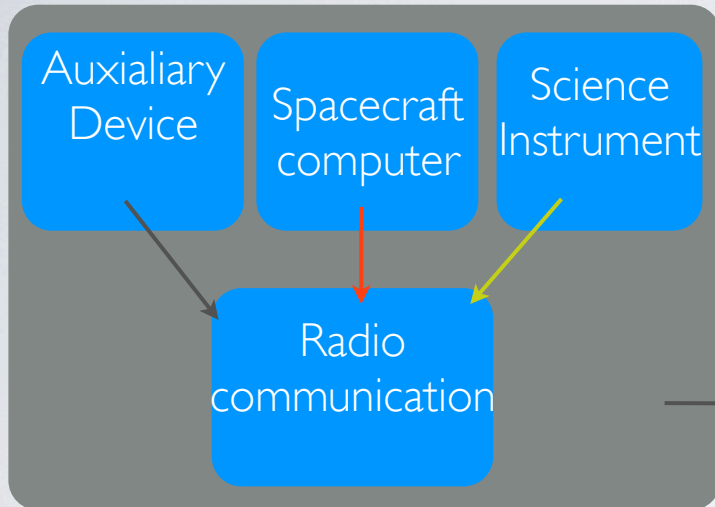 Auxialiary
Device
Spacecraft
computer
Science
Instrument
Radio
communication